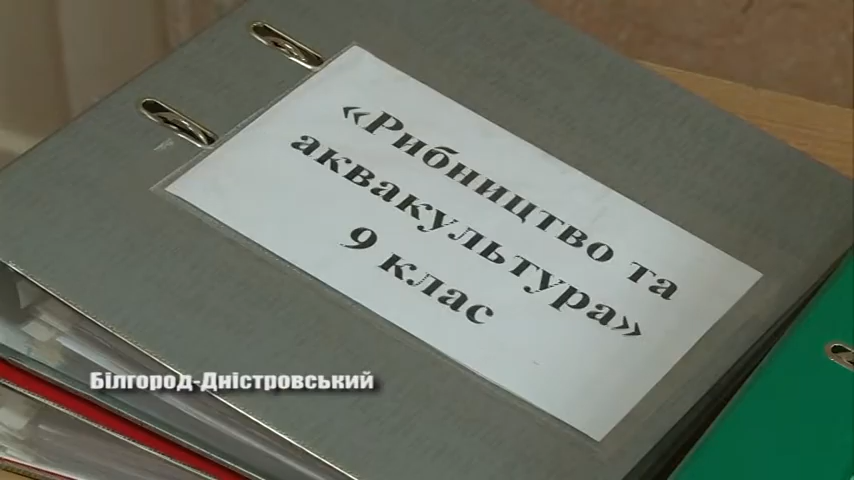 «Рибництво та
аквакультура»
9 клас
Білгород-Дністровський